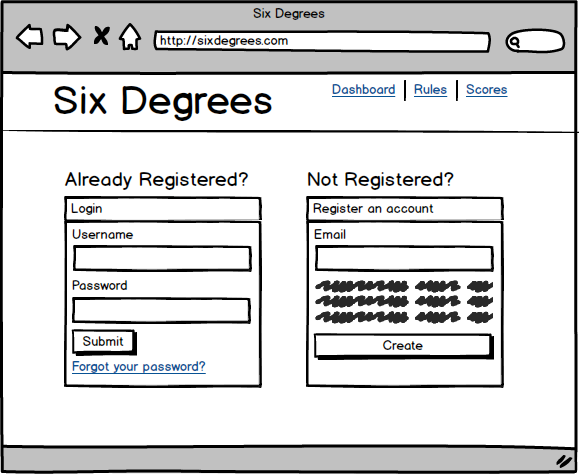 Six Degrees
http://sixdegrees.com
Six Degrees
Dashboard Rules Scores
Already Registered?
Login
Username
Password
Submit
Forgot your password?
Not Registered?
Register an account
Email
Create